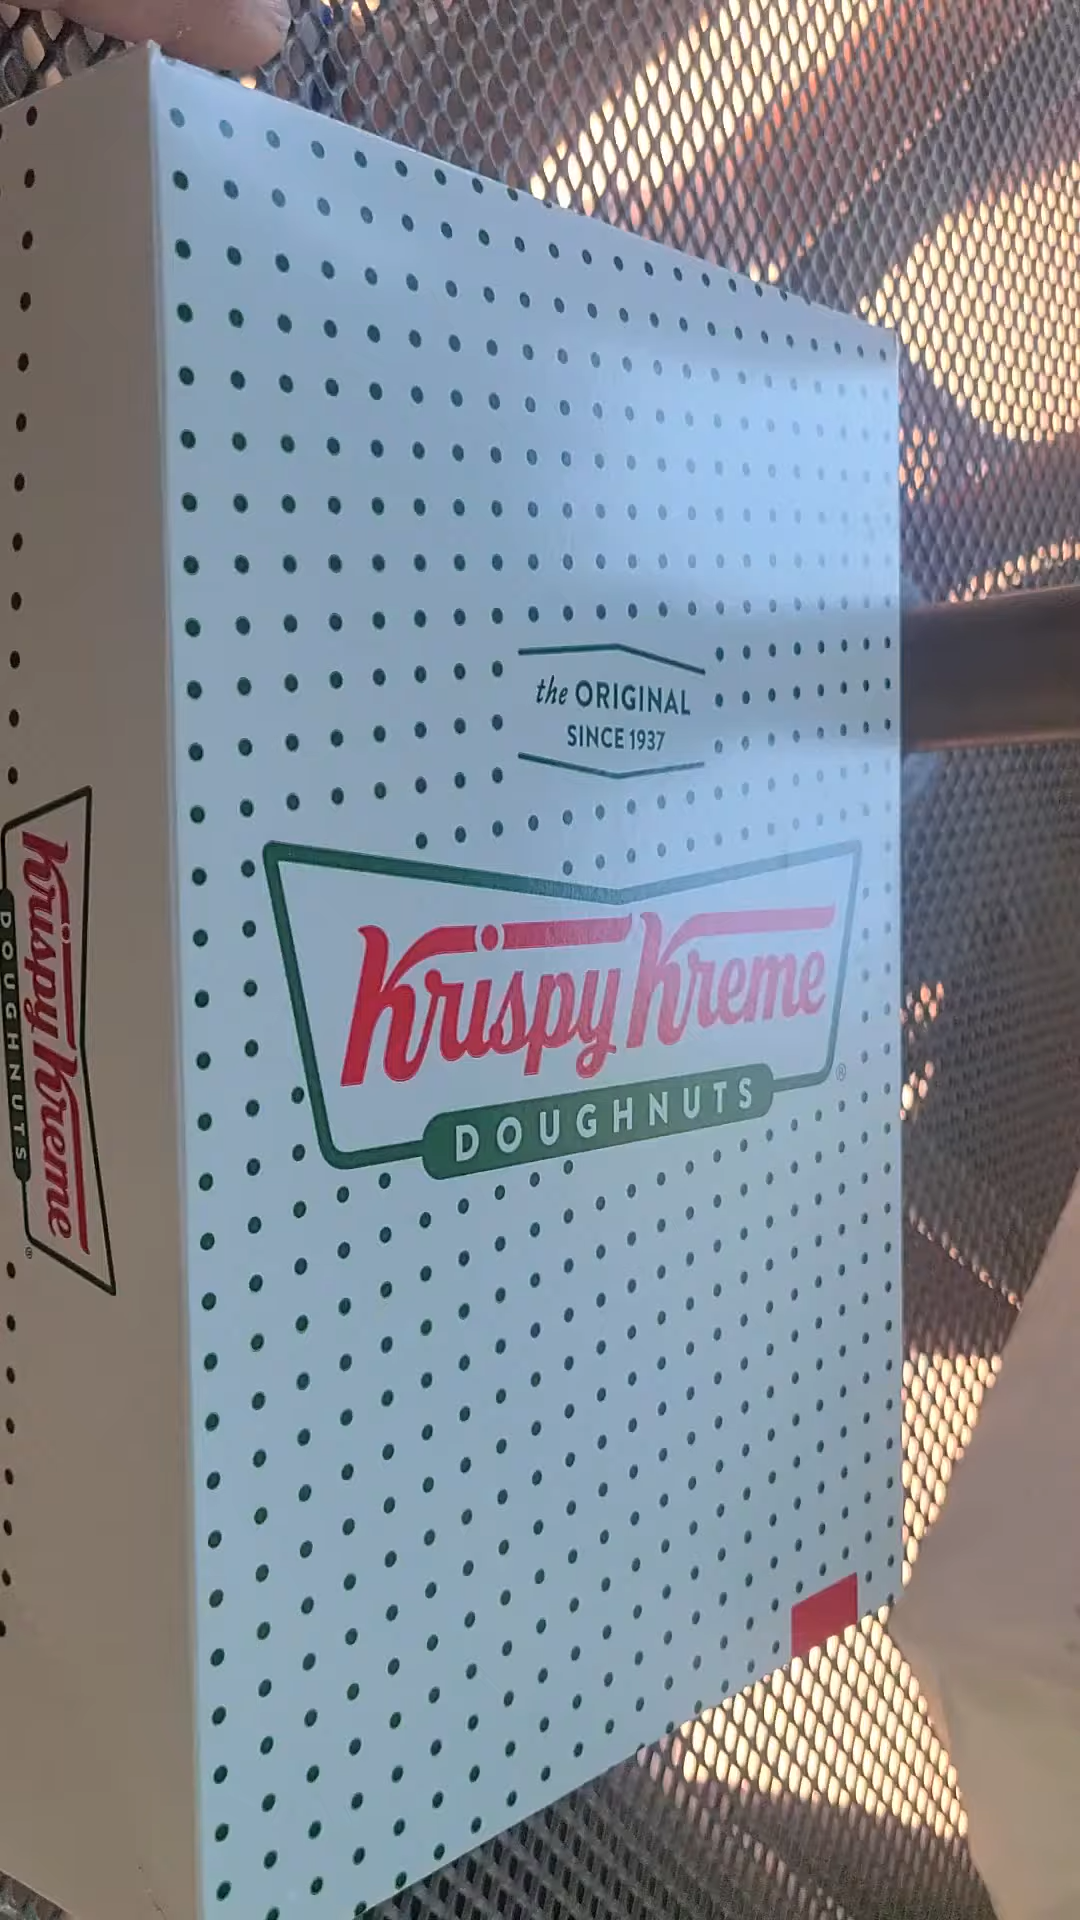 the ORIGINAL
SINCE 1937
Krispy Kreme
DOUGHNUTS
®
Krispy Kreme
DOUGHNUTS
®